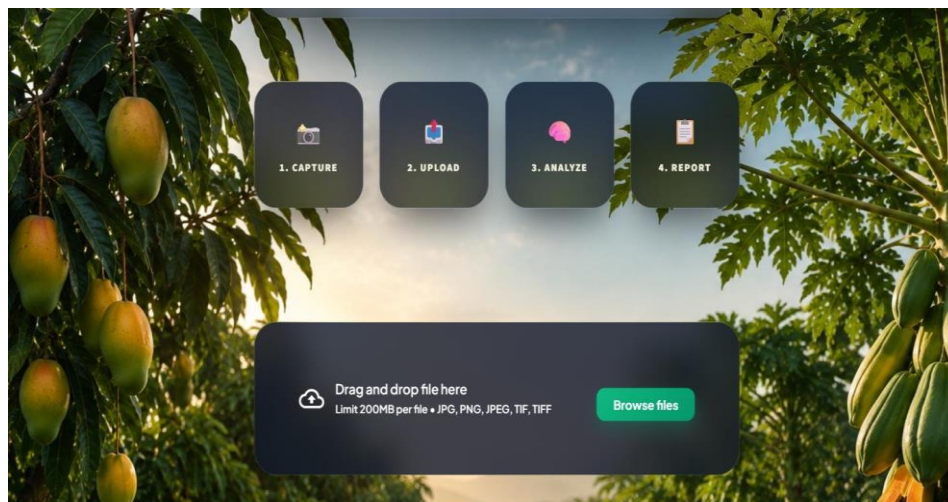 1. CAPTURE
2. UPLOAD
3. ANALYZE
4. REPORT
Drag and drop file here
Limit 200MB per file • JPG, PNG, JPEG, TIF, TIFF
Browse files